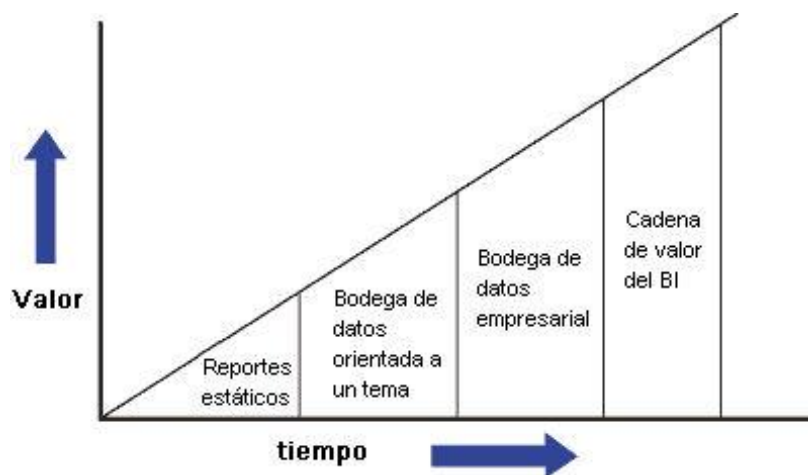 Valor
Reportes
estáticos
Bodega de
datos
orientada a
un tema
Bodega de
datos
empresarial
Cadena
de valor
del BI
tiempo